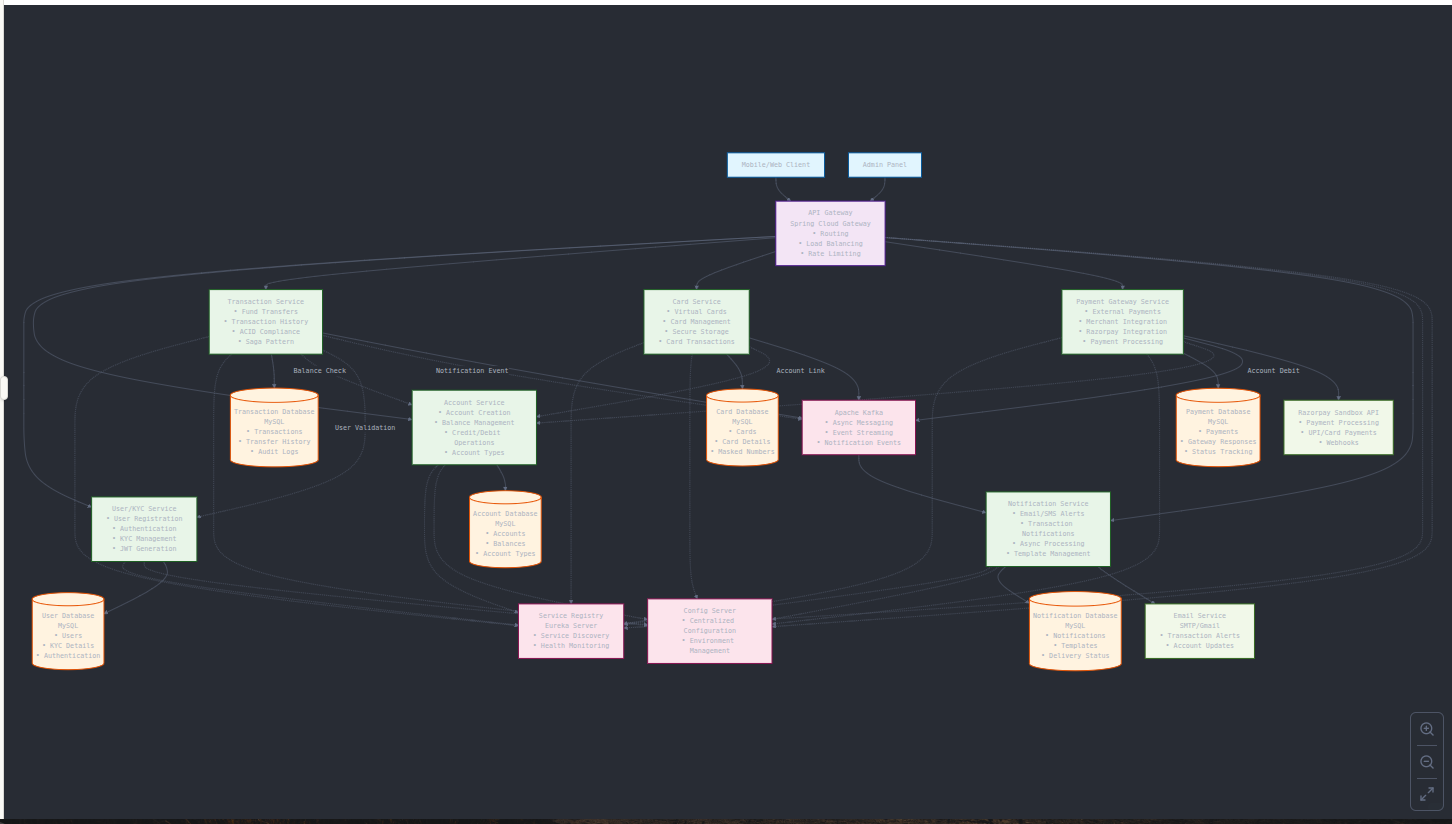 Mobile/Web Client
Admin Panel
API Gateway
Spring Cloud Gateway
• Routing
• Load Balancing
• Rate Limiting
Transaction Service
• Fund Transfers
• Transaction History
• ACID Compliance
• Saga Pattern
Card Service
• Virtual Cards
• Card Management
• Secure Storage
• Card Transactions
Payment Gateway Service
• External Payments
• Merchant Integration
• Razorpay Integration
• Payment Processing
Balance Check
Notification Event
Account Link
Account Debit
Transaction Database
MySQL
• Transactions
• Transfer History
• Audit Logs
User Validation
Account Service
• Account Creation
• Balance Management
• Credit/Debit
Operations
• Account Types
Card Database
MySQL
• Cards
• Card Details
• Masked Numbers
Apache Kafka
• Async Messaging
• Event Streaming
• Notification Events
Payment Database
MySQL
• Payments
• Gateway Responses
• Status Tracking
Razorpay Sandbox API
• Payment Processing
• UPI/Card Payments
• Webhooks
User/KYC Service
• User Registration
• Authentication
• KYC Management
• JWT Generation
Account Database
MySQL
• Accounts
• Balances
• Account Types
Notification Service
• Email/SMS Alerts
• Transaction
Notifications
• Async Processing
• Template Management
User Database
MySQL
• Users
• KYC Details
• Authentication
Service Registry
Eureka Server
• Service Discovery
• Health Monitoring
Config Server
• Centralized
Configuration
• Environment
Management
Notification Database
MySQL
• Notifications
• Templates
• Delivery Status
Email Service
SMTP/Gmail
• Transaction Alerts
• Account Updates